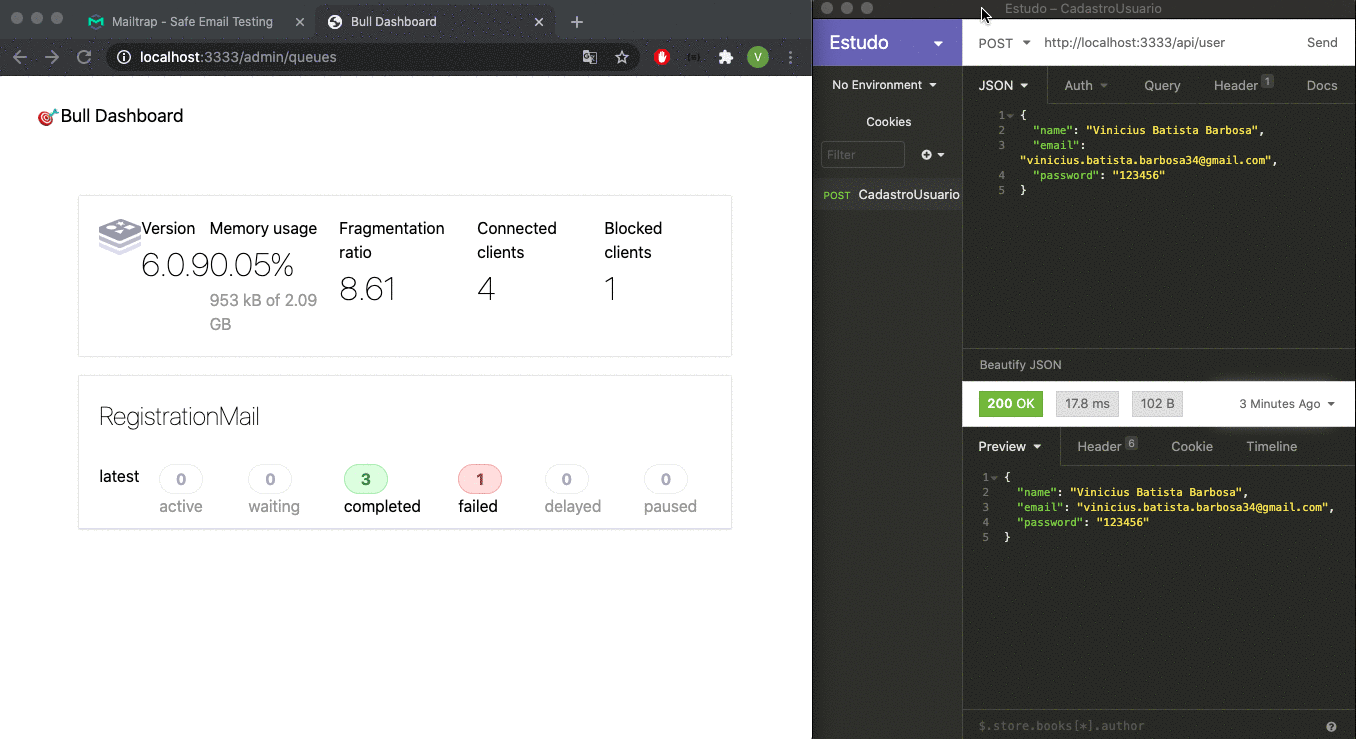 Mailtrap - Safe Email Testing
Bull Dashboard
localhost:3333/admin/queues
V
Bull Dashboard
Version
6.0.9
Memory usage
0.05%
953 kB of 2.09
GB
Fragmentation
ratio
8.61
Connected
clients
4
Blocked
clients
1
RegistrationMail
latest
0
active
0
waiting
3
completed
1
failed
0
delayed
0
paused
Estudo – CadastroUsuario
Estudo
POST http://localhost:3333/api/user Send
No Environment
Cookies
Filter
POST CadastroUsuario
JSON Auth Query Header 1 Docs
1 {
2 "name": "Vinicius Batista Barbosa",
3 "email":
"vinicius.batista.barbosa34@gmail.com",
4 "password": "123456"
5 }
Beautify JSON
200 OK 17.8 ms 102 B 3 Minutes Ago
Preview Header 6 Cookie Timeline
1 {
2 "name": "Vinicius Batista Barbosa",
3 "email": "vinicius.batista.barbosa34@gmail.com",
4 "password": "123456"
5 }
$.store.books[*].author